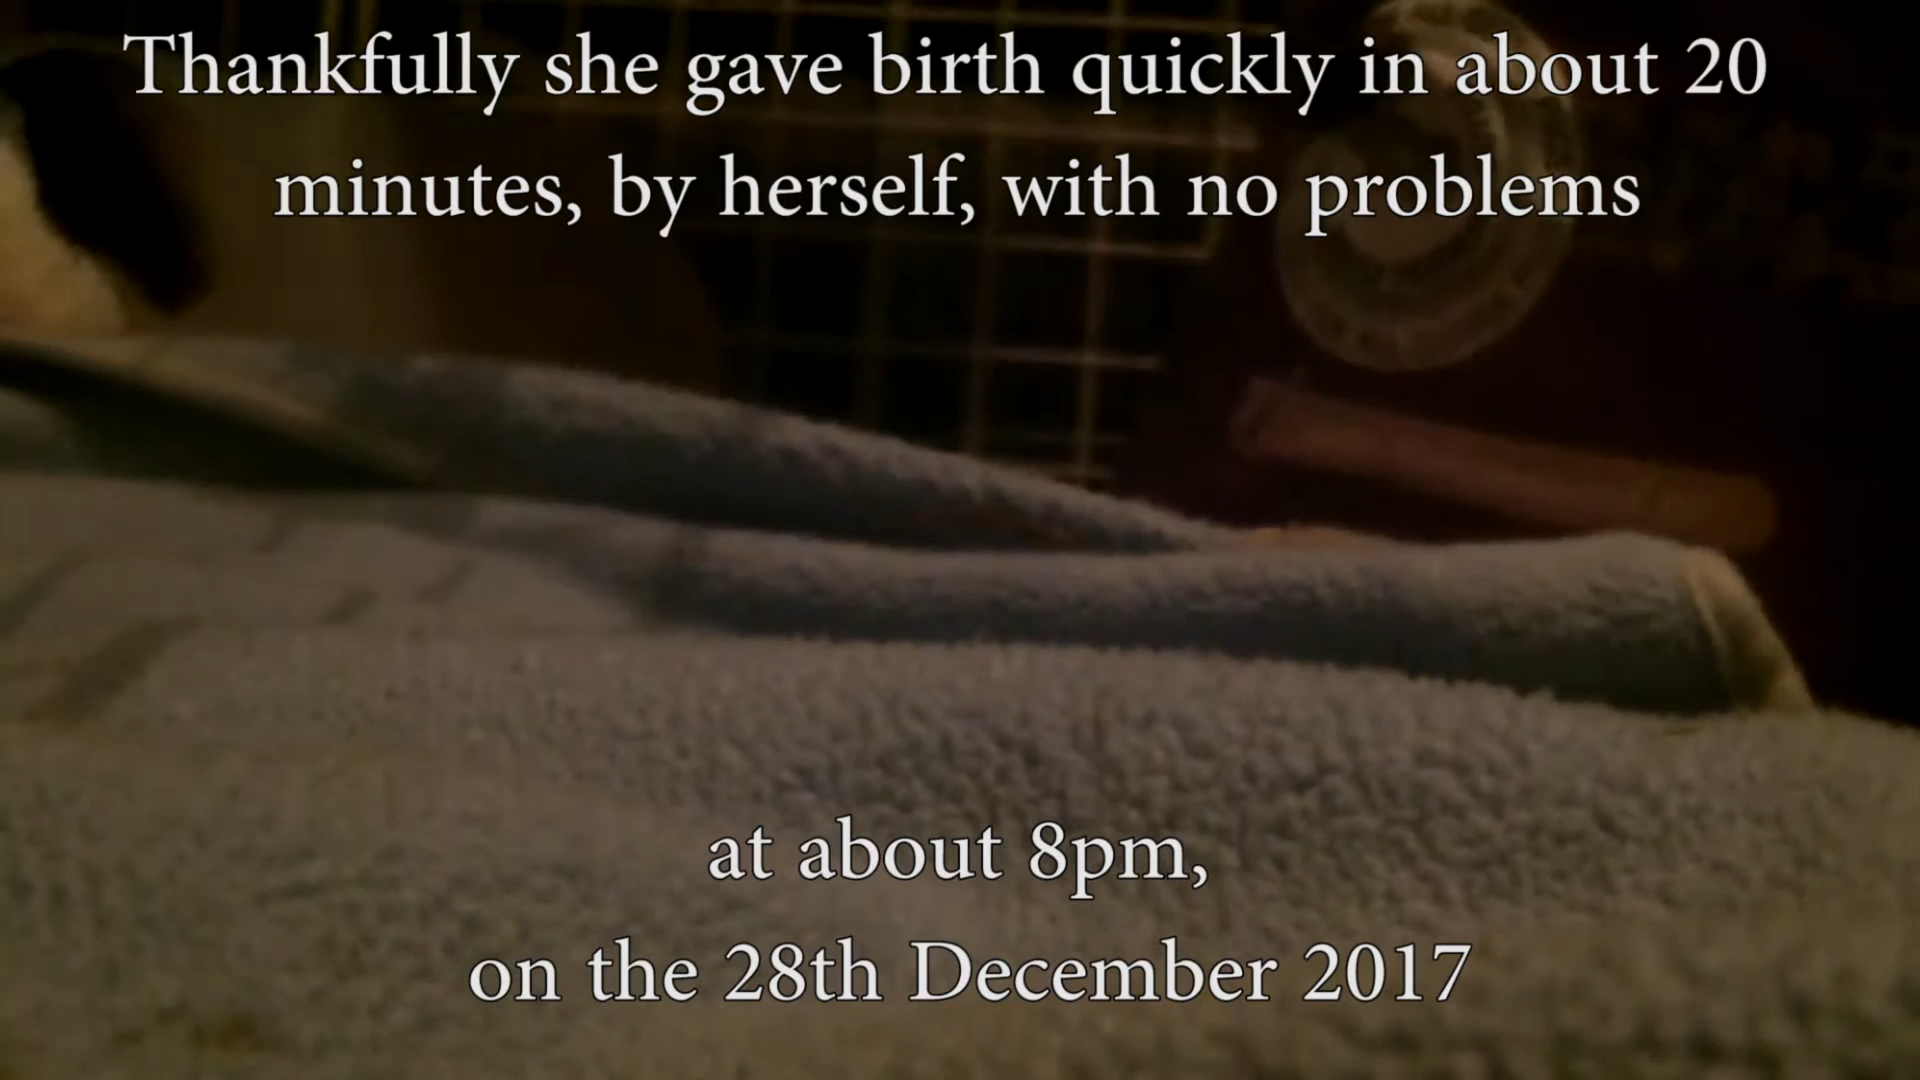 Thankfully she gave birth quickly in about 20
minutes, by herself, with no problems
at about 8pm,
on the 28th December 2017